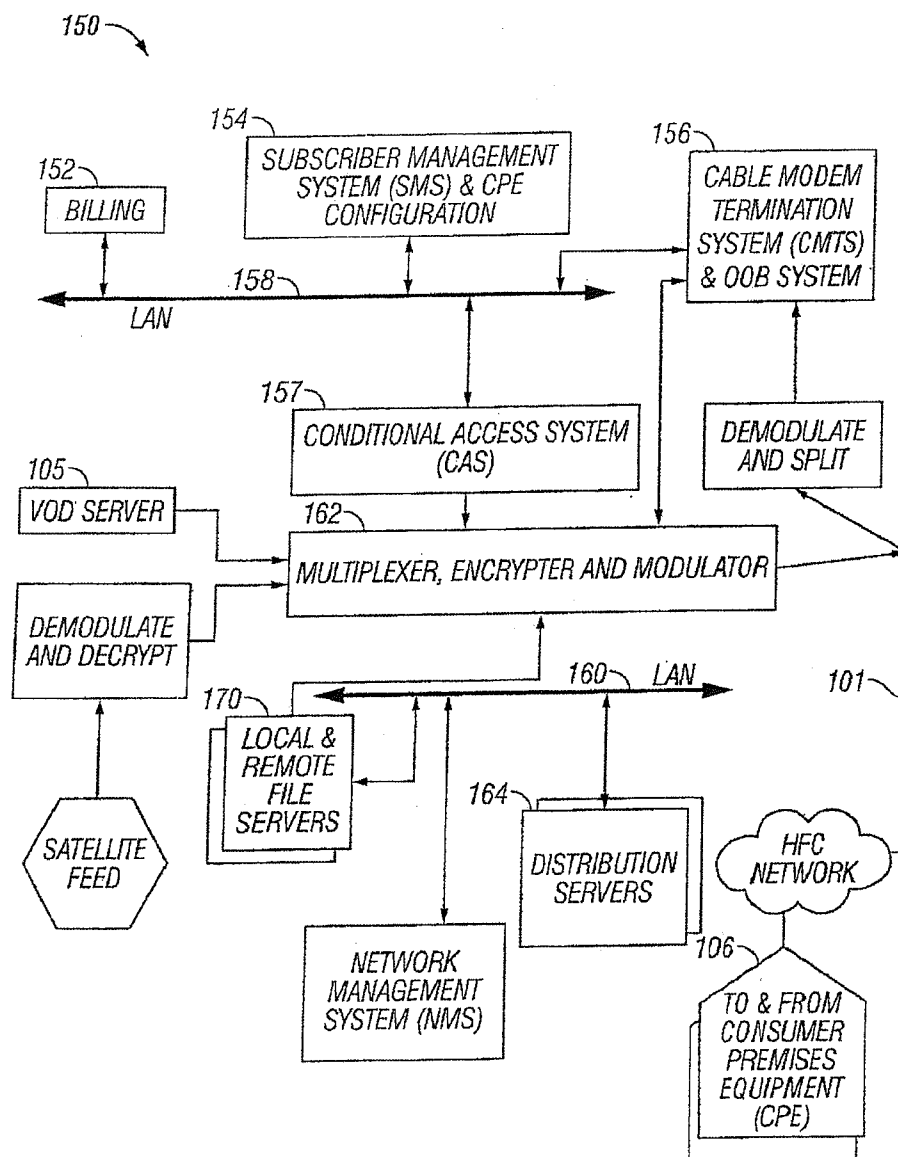 150
154
SUBSCRIBER MANAGEMENT
SYSTEM (SMS) & CPE
CONFIGURATION
156
CABLE MODEM
TERMINATION
SYSTEM (CMTS)
& OOB SYSTEM
152
BILLING
158
LAN
157
CONDITIONAL ACCESS SYSTEM
(CAS)
DEMODULATE
AND SPLIT
105
VOD SERVER
162
MULTIPLEXER, ENCRYPTER AND MODULATOR
DEMODULATE
AND DECRYPT
160
LAN
101
170
LOCAL &
REMOTE
FILE
SERVERS
164
DISTRIBUTION
SERVERS
SATELLITE
FEED
HFC
NETWORK
NETWORK
MANAGEMENT
SYSTEM (NMS)
106
TO & FROM
CONSUMER
PREMISES
EQUIPMENT
(CPE)